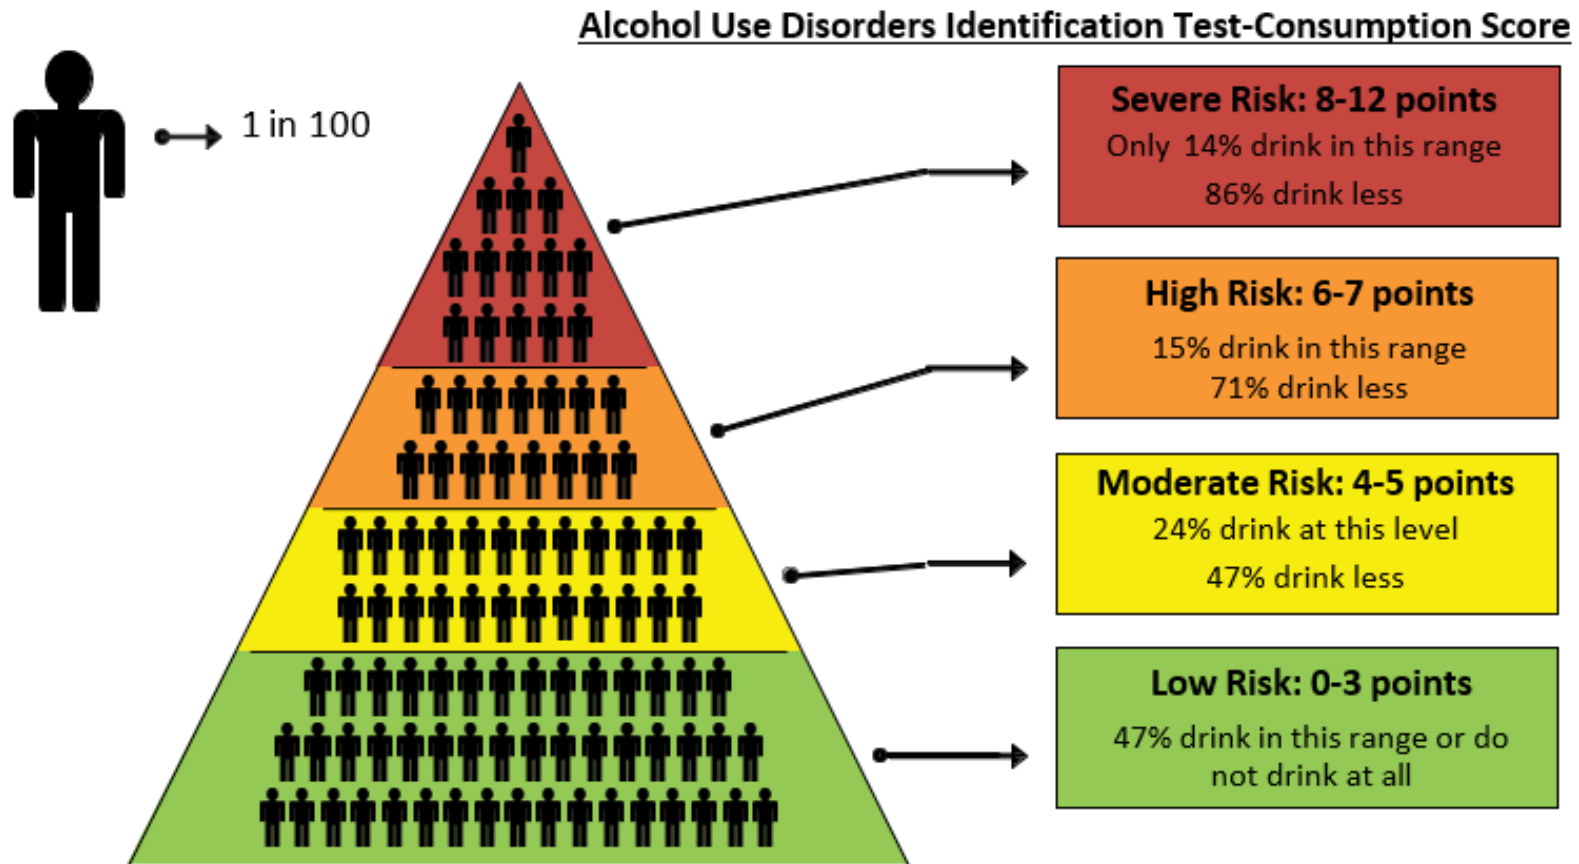 Alcohol Use Disorders Identification Test-Consumption Score
1 in 100
Severe Risk: 8-12 points
Only 14% drink in this range
86% drink less
High Risk: 6-7 points
15% drink in this range
71% drink less
Moderate Risk: 4-5 points
24% drink at this level
47% drink less
Low Risk: 0-3 points
47% drink in this range or do
not drink at all